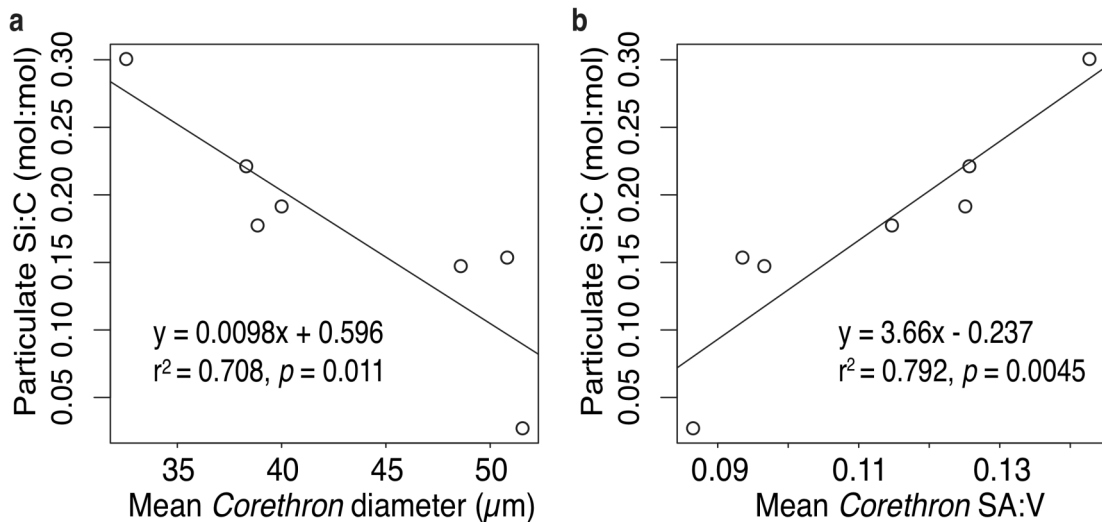 a
Particulate Si:C (mol:mol)
0.30
0.25
0.20
0.15
0.10
0.05
y = 0.0098x + 0.596
r² = 0.708, p = 0.011
35 40 45 50
Mean Corethron diameter (µm)
b
Particulate Si:C (mol:mol)
0.30
0.25
0.20
0.15
0.10
0.05
y = 3.66x - 0.237
r² = 0.792, p = 0.0045
0.09 0.11 0.13
Mean Corethron SA:V